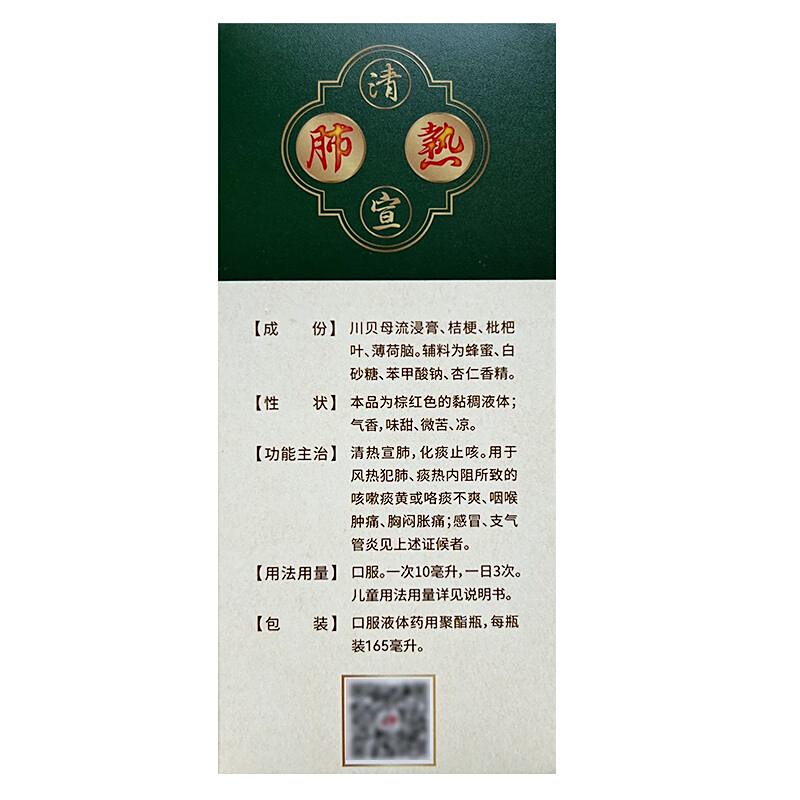 清
肺 熱
宣
【成 份】 川贝母流浸膏、桔梗、枇杷
叶、薄荷脑。辅料为蜂蜜、白
砂糖、苯甲酸钠、杏仁香精。
【性 状】 本品为棕红色的黏稠液体；
气香，味甜、微苦、凉。
【功能主治】 清热宣肺，化痰止咳。用于
风热犯肺、痰热内阻所致的
咳嗽痰黄或咯痰不爽、咽喉
肿痛、胸闷胀痛；感冒、支气
管炎见上述证候者。
【用法用量】 口服。一次10毫升，一日3次。
儿童用法用量详见说明书。
【包 装】 口服液体药用聚酯瓶，每瓶
装165毫升。